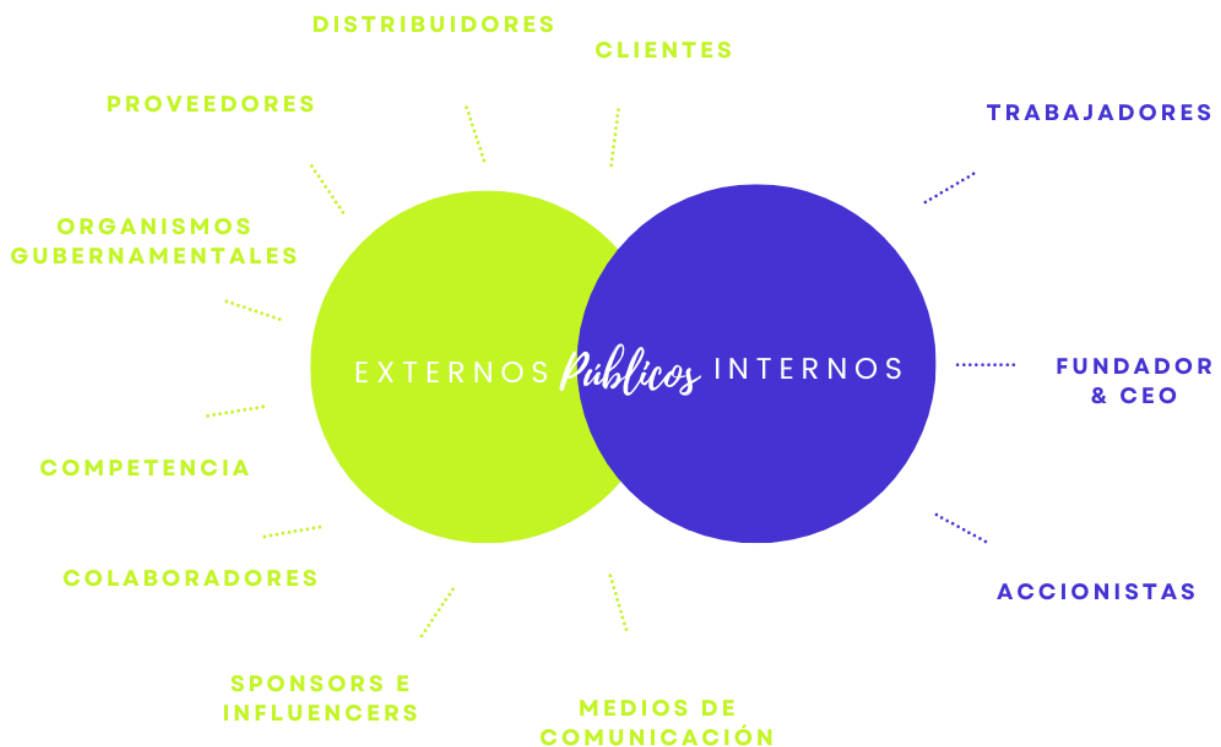 DISTRIBUIDORES
CLIENTES
PROVEEDORES
TRABAJADORES
ORGANISMOS
GUBERNAMENTALES
EXTERNOS Públicos INTERNOS
FUNDADOR
& CEO
COMPETENCIA
COLABORADORES
ACCIONISTAS
SPONSORS E
INFLUENCERS
MEDIOS DE
COMUNICACIÓN